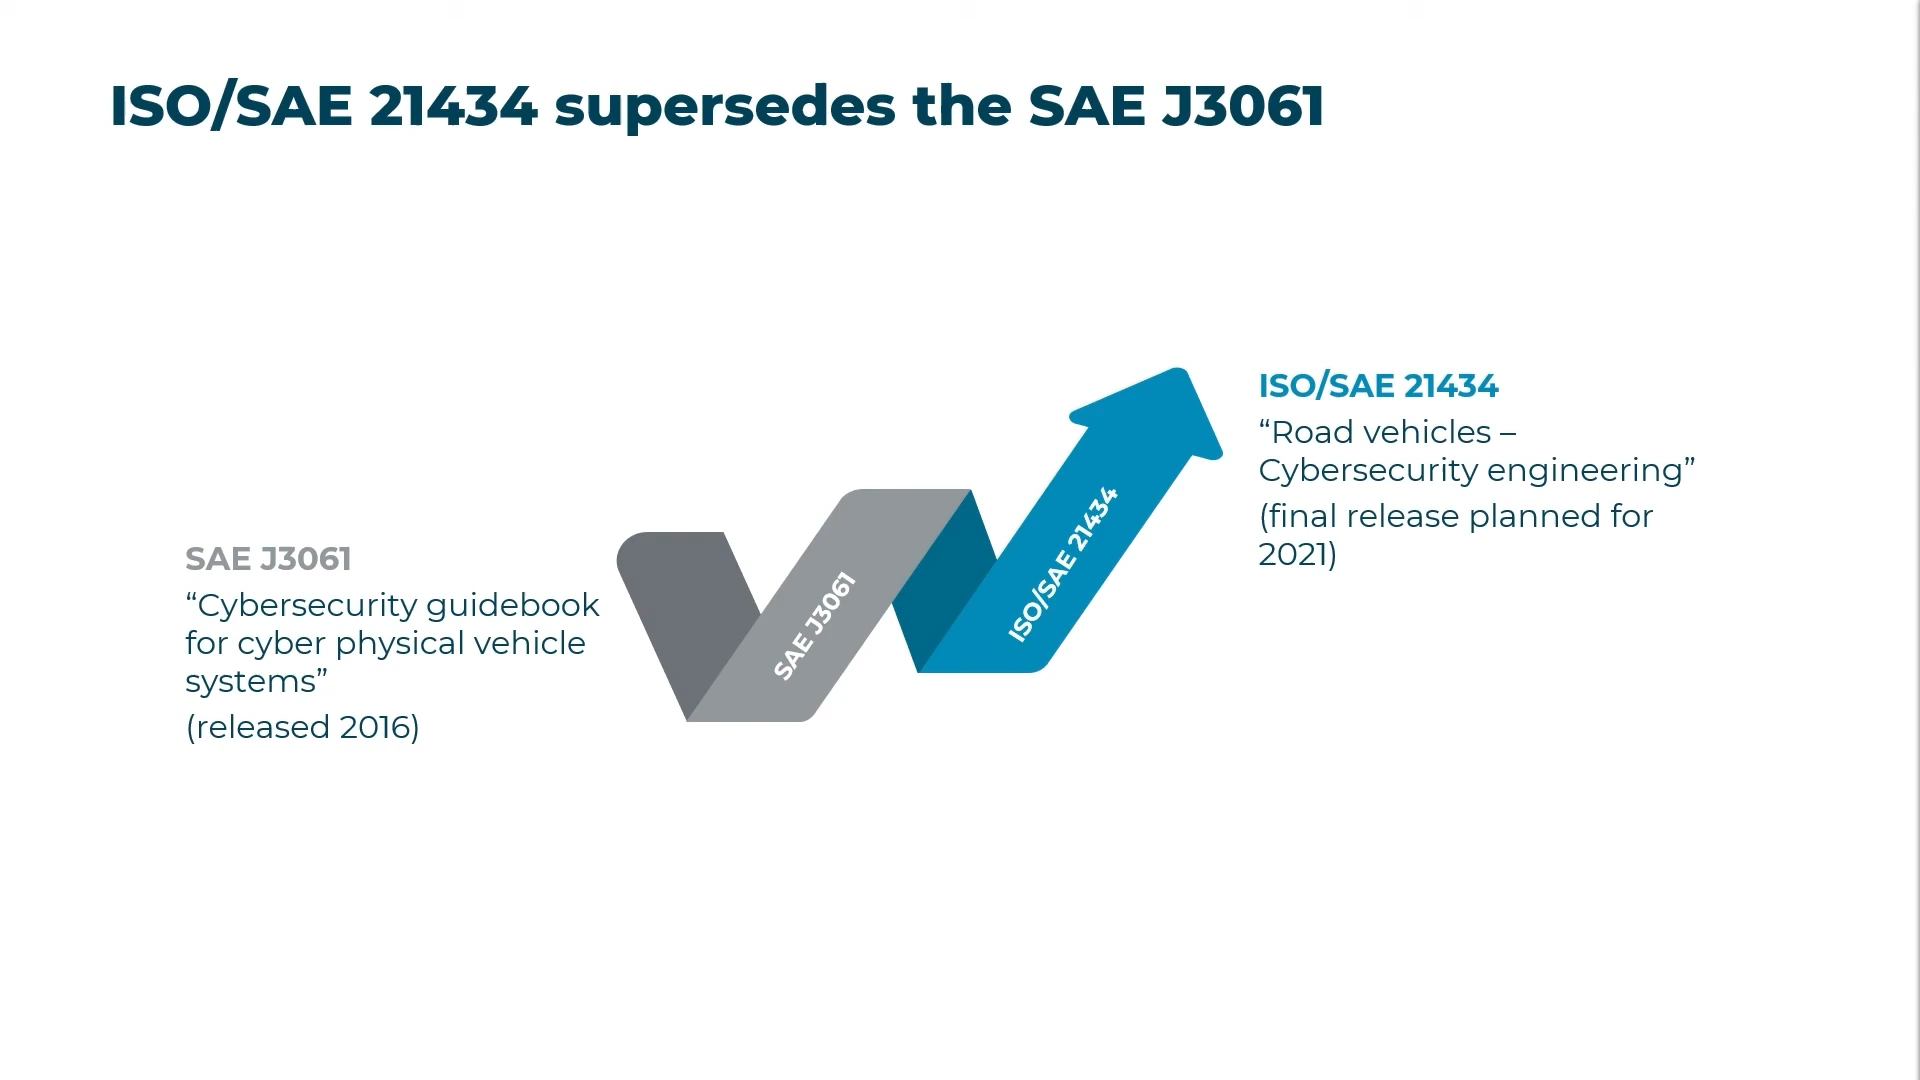 ISO/SAE 21434 supersedes the SAE J3061
SAE J3061
“Cybersecurity guidebook
for cyber physical vehicle
systems”
(released 2016)
SAE J3061
ISO/SAE 21434
ISO/SAE 21434
“Road vehicles –
Cybersecurity engineering”
(final release planned for
2021)